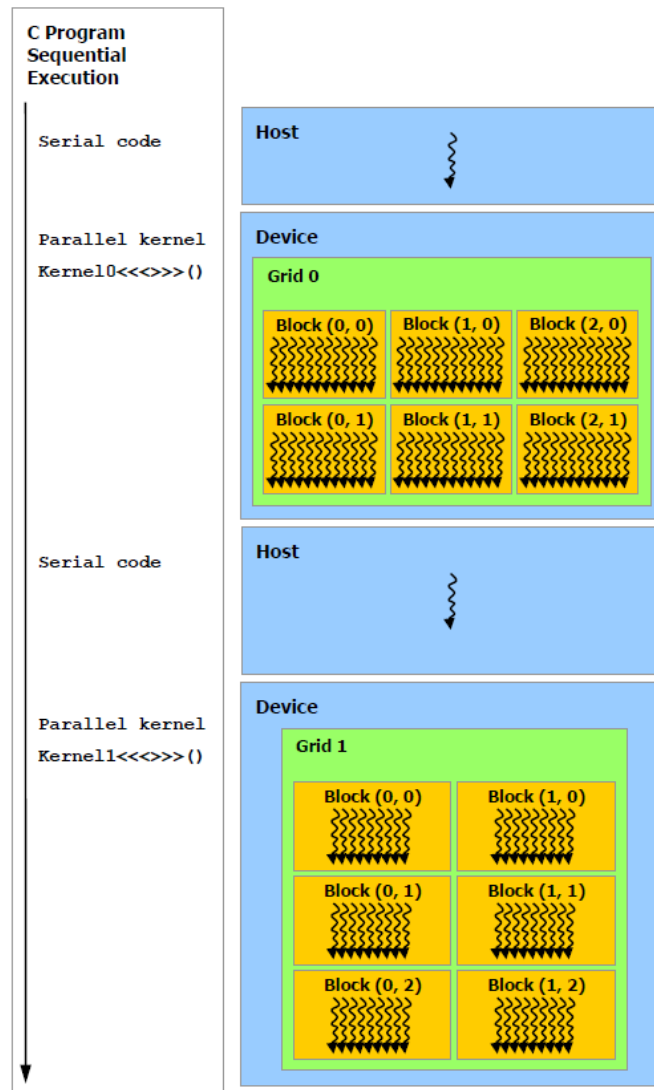 C Program
Sequential
Execution
Serial code
Host
Parallel kernel
Kernel0<<<>>>()
Device
Grid 0
Block (0, 0)
Block (1, 0)
Block (2, 0)
Block (0, 1)
Block (1, 1)
Block (2, 1)
Serial code
Host
Parallel kernel
Kernel1<<<>>>()
Device
Grid 1
Block (0, 0)
Block (1, 0)
Block (0, 1)
Block (1, 1)
Block (0, 2)
Block (1, 2)